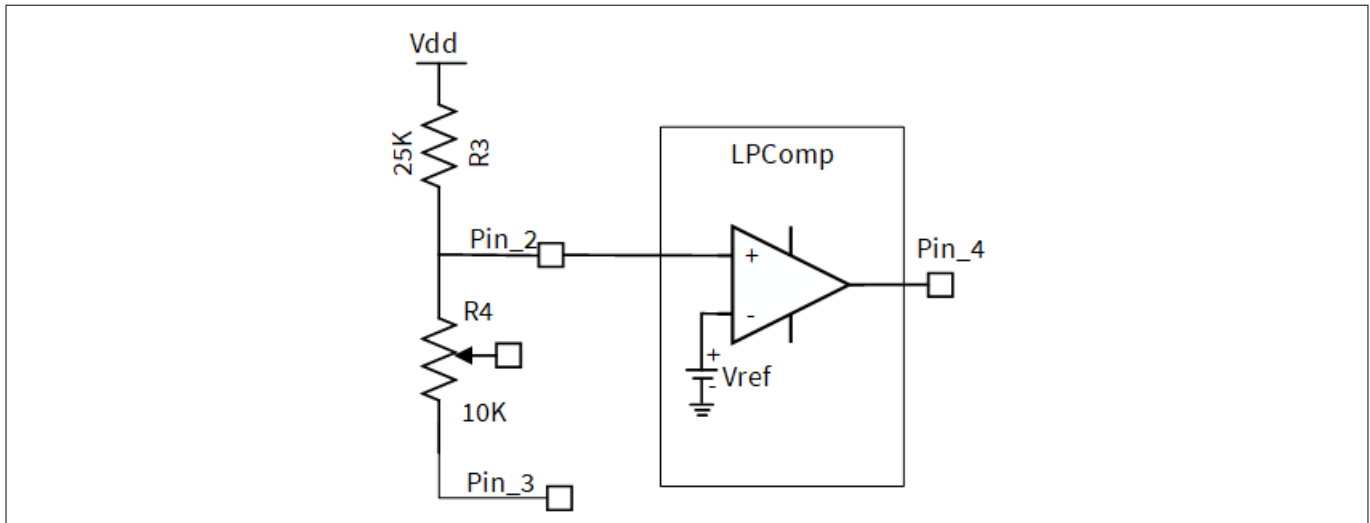 Vdd
25K
R3
LPComp
Pin_2
+
-
Pin_4
R4
+
Vref
-
10K
Pin_3